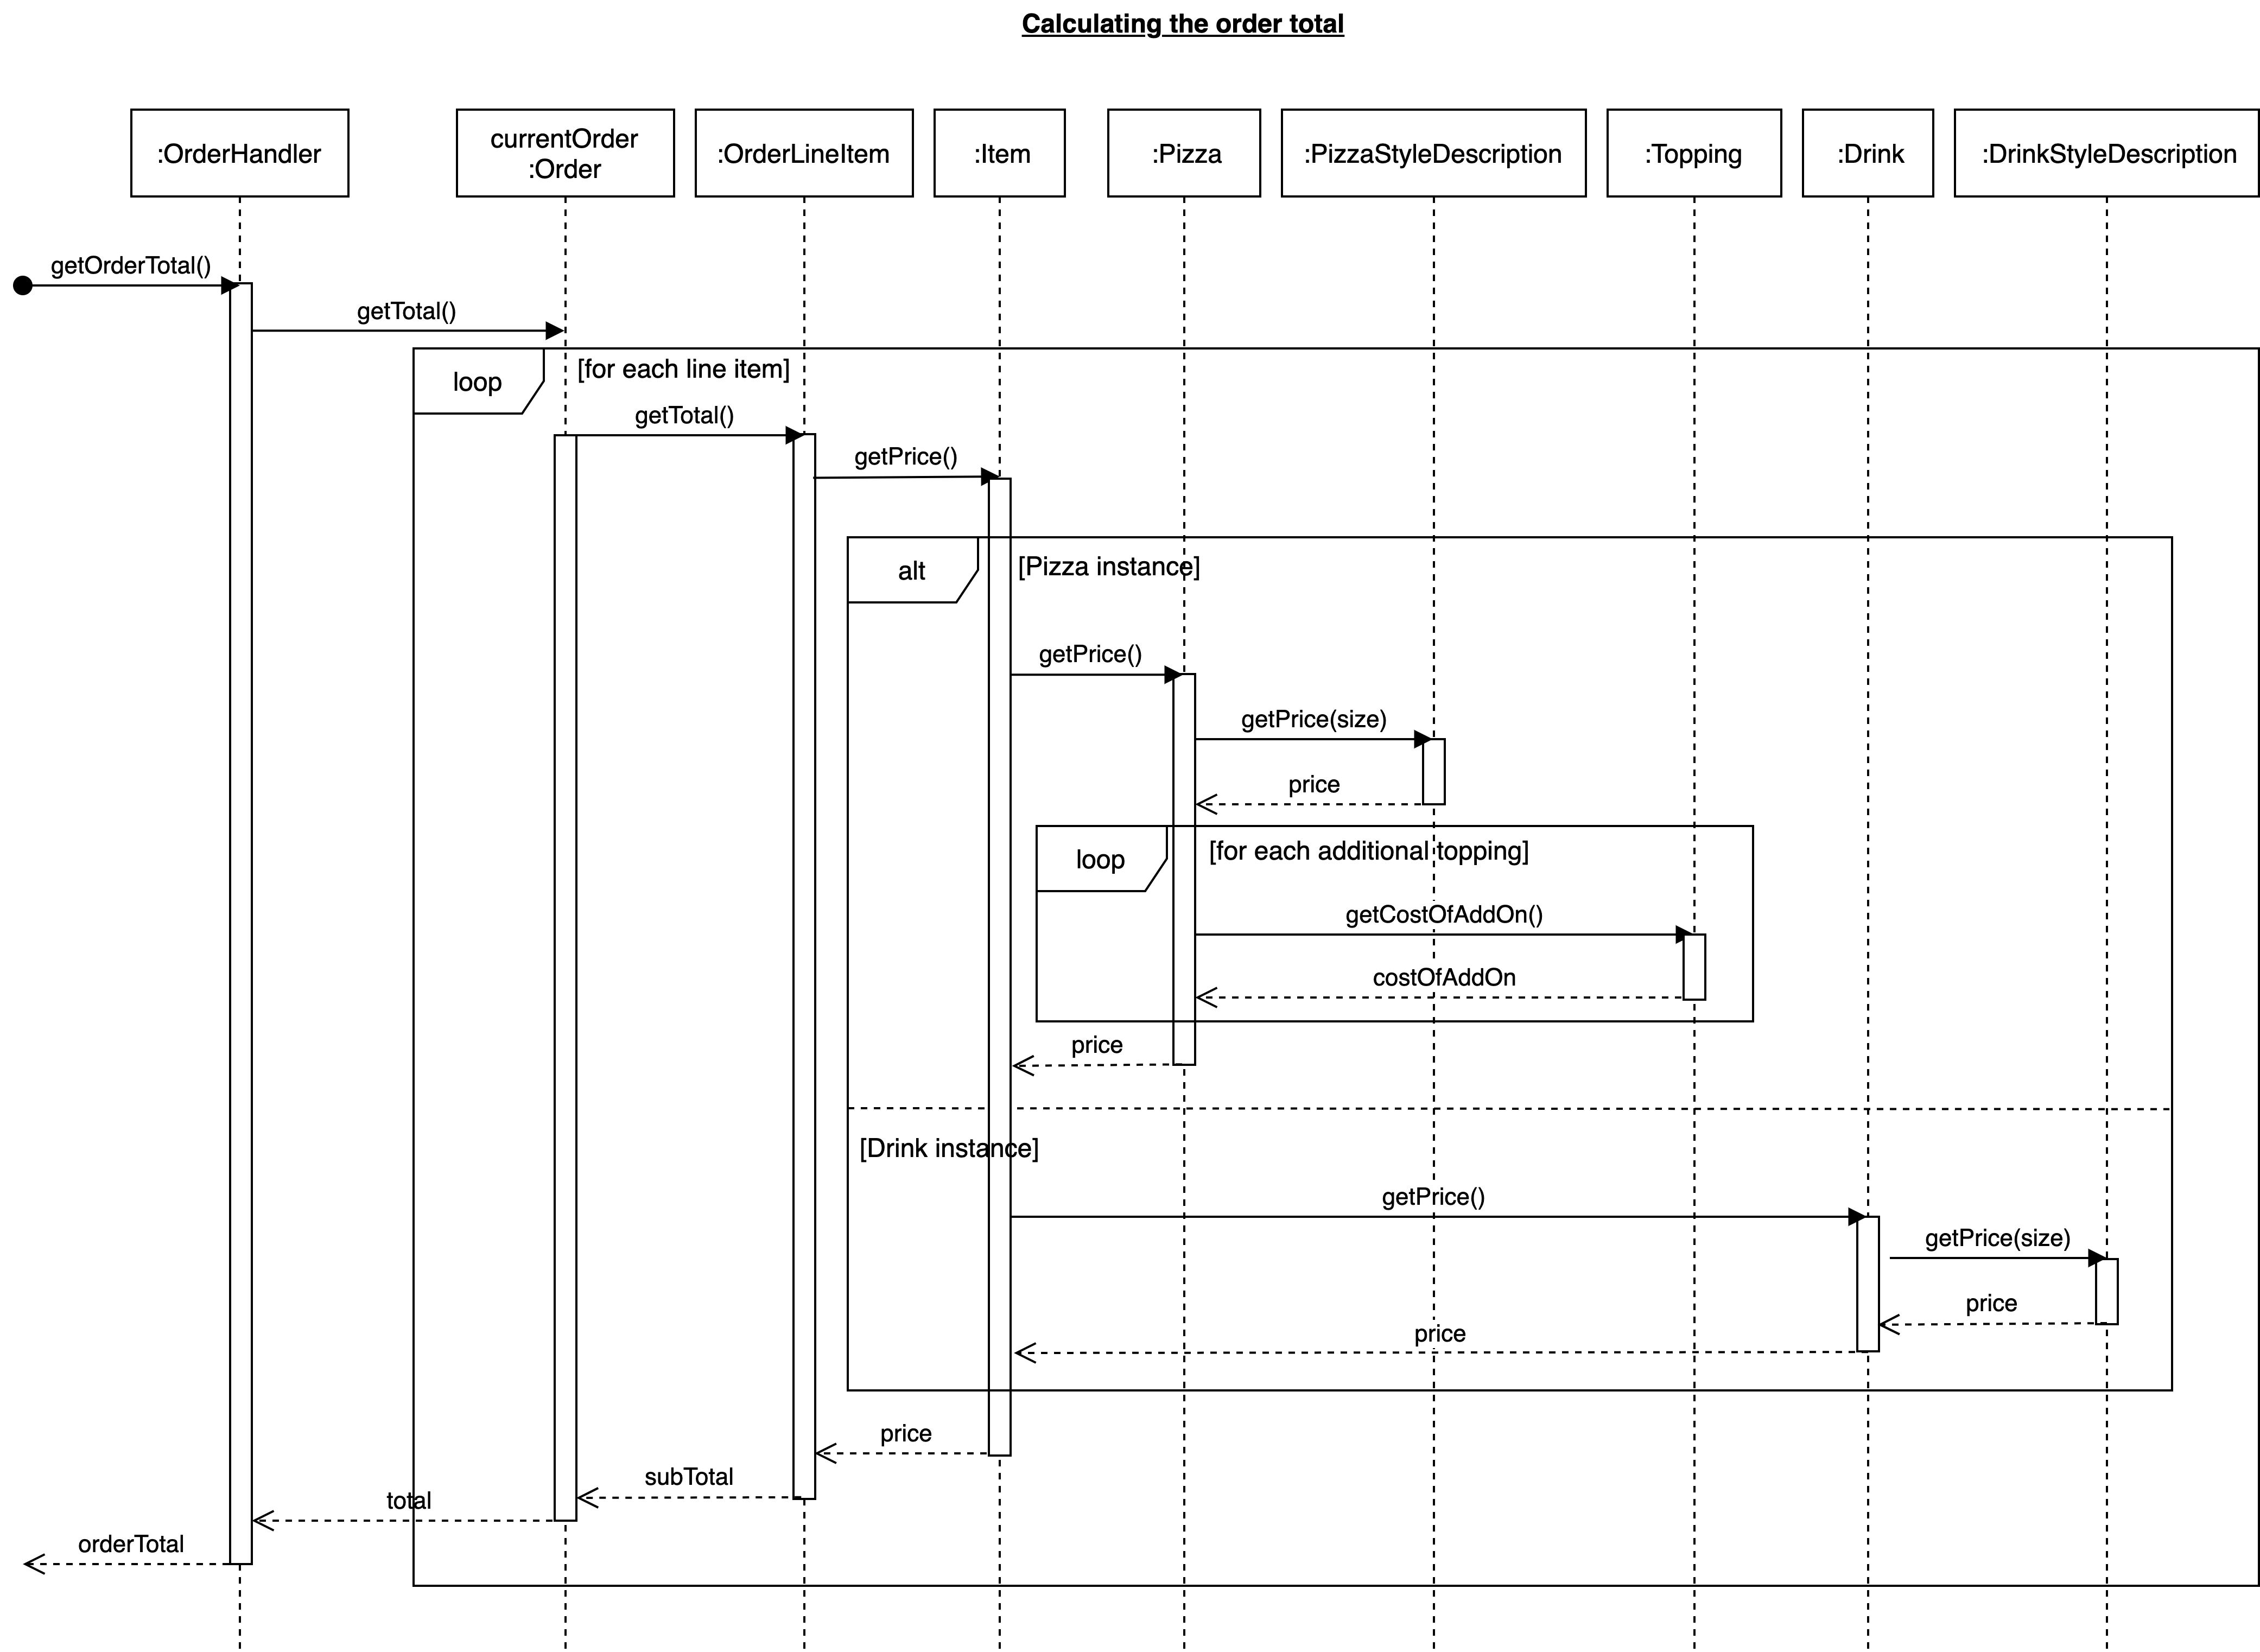 Calculating the order total
:OrderHandler
currentOrder
:Order
:OrderLineItem
:Item
:Pizza
:PizzaStyleDescription
:Topping
:Drink
:DrinkStyleDescription
getOrderTotal()
getTotal()
loop
[for each line item]
getTotal()
getPrice()
alt
[Pizza instance]
getPrice()
getPrice(size)
price
loop
[for each additional topping]
getCostOfAddOn()
costOfAddOn
price
[Drink instance]
getPrice()
getPrice(size)
price
price
price
subTotal
total
orderTotal